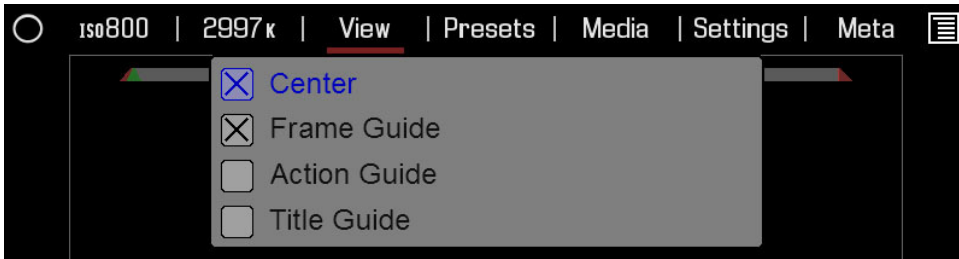 ISO800 | 2997K | View | Presets | Media | Settings | Meta
Center
Frame Guide
Action Guide
Title Guide